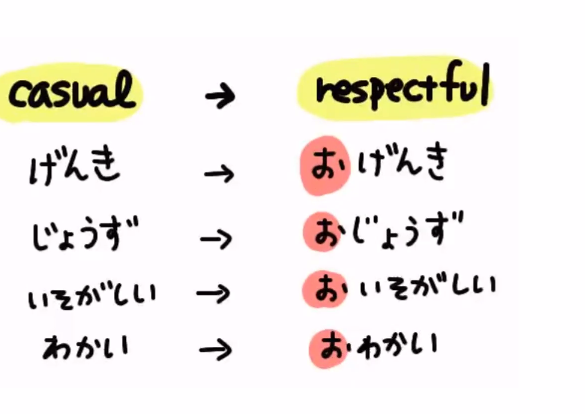 casual → respectful
げんき → おげんき
じょうず → おじょうず
いそがしい → おいそがしい
わかい → おわかい